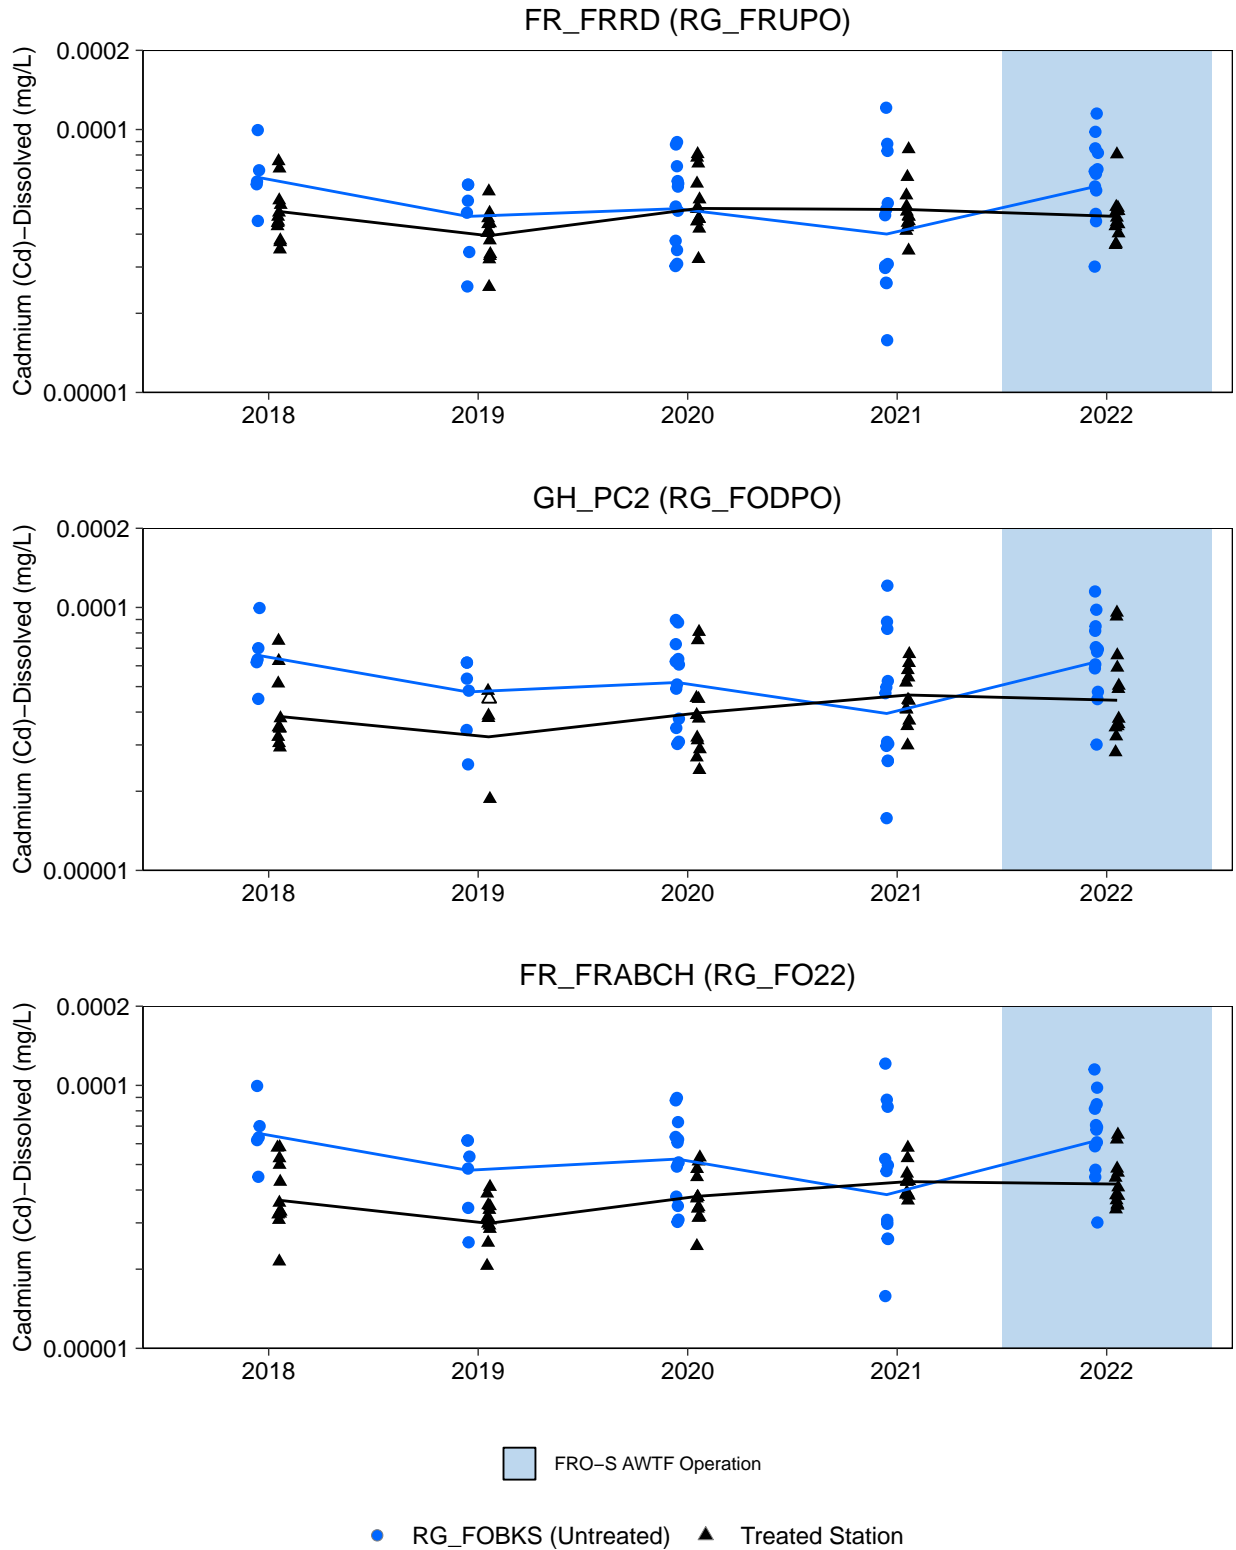 FR_FRRD (RG_FRUPO)
Cadmium (Cd)−Dissolved (mg/L)
0.0002
0.0001
0.00001
2018 2019 2020 2021 2022
GH_PC2 (RG_FODPO)
Cadmium (Cd)−Dissolved (mg/L)
0.0002
0.0001
0.00001
2018 2019 2020 2021 2022
FR_FRABCH (RG_FO22)
Cadmium (Cd)−Dissolved (mg/L)
0.0002
0.0001
0.00001
2018 2019 2020 2021 2022
FRO−S AWTF Operation
RG_FOBKS (Untreated) Treated Station